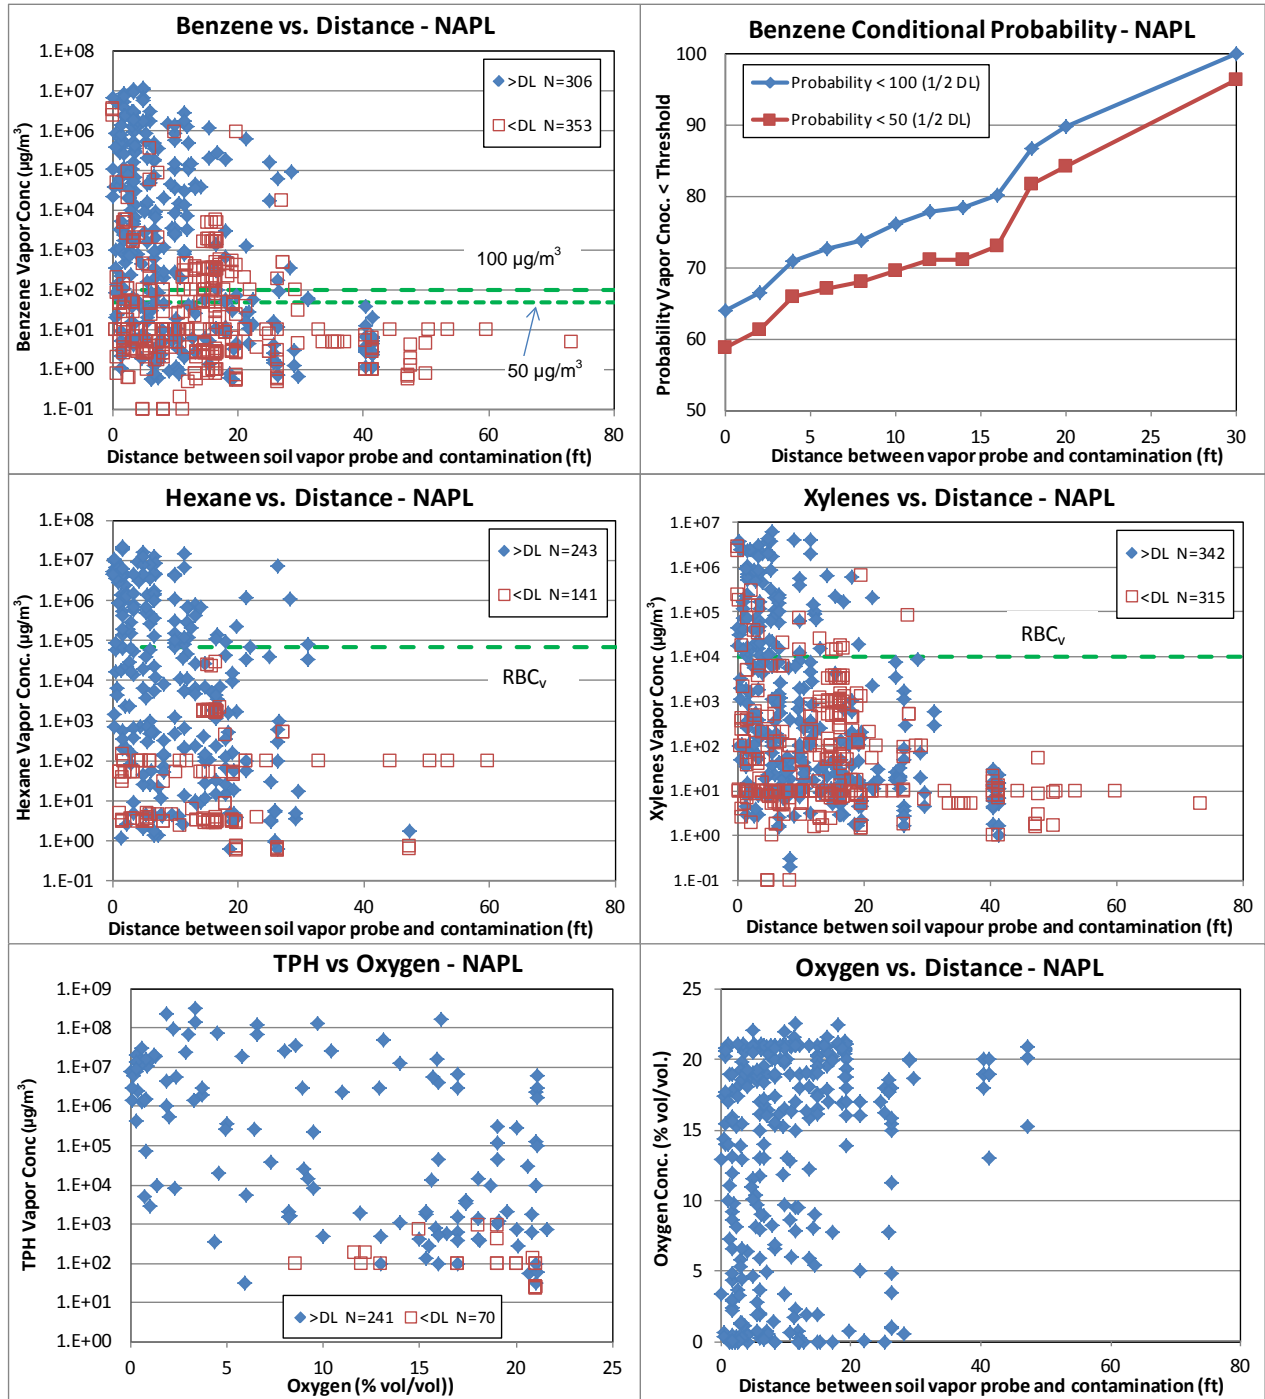 Benzene vs. Distance - NAPL
1.E+08
1.E+07
1.E+06
1.E+05
1.E+04
1.E+03
1.E+02
1.E+01
1.E+00
1.E-01
Benzene Vapor Conc (µg/m³)
>DL N=306
<DL N=353
100 µg/m³
50 µg/m³
0 20 40 60 80
Distance between soil vapor probe and contamination (ft)
Benzene Conditional Probability - NAPL
100
90
80
70
60
50
Probability Vapor Cnoc. < Threshold
Probability < 100 (1/2 DL)
Probability < 50 (1/2 DL)
0 5 10 15 20 25 30
Distance between vapor probe and contamination (ft)
Hexane vs. Distance - NAPL
1.E+08
1.E+07
1.E+06
1.E+05
1.E+04
1.E+03
1.E+02
1.E+01
1.E+00
1.E-01
Hexane Vapor Conc. (µg/m³)
>DL N=243
<DL N=141
RBCv
0 20 40 60 80
Distance between soil vapor probe and contamination (ft)
Xylenes vs. Distance - NAPL
1.E+07
1.E+06
1.E+05
1.E+04
1.E+03
1.E+02
1.E+01
1.E+00
1.E-01
Xylenes Vapor Conc (µg/m³)
>DL N=342
<DL N=315
RBCv
0 20 40 60 80
Distance between soil vapour probe and contamination (ft)
TPH vs Oxygen - NAPL
1.E+09
1.E+08
1.E+07
1.E+06
1.E+05
1.E+04
1.E+03
1.E+02
1.E+01
1.E+00
TPH Vapor Conc (µg/m³)
>DL N=241 <DL N=70
0 5 10 15 20 25
Oxygen (% vol/vol))
Oxygen vs. Distance - NAPL
25
20
15
10
5
0
Oxygen Conc. (% vol/vol.)
0 20 40 60 80
Distance between soil vapor probe and contamination (ft)